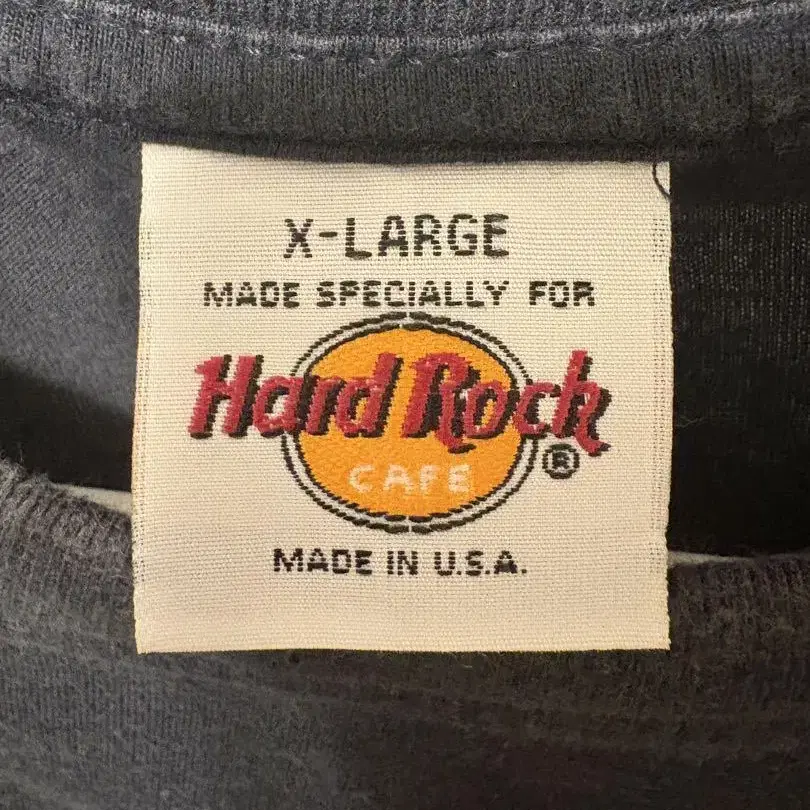 X-LARGE
MADE SPECIALLY FOR
Hard Rock
®
CAFE
MADE IN U.S.A.